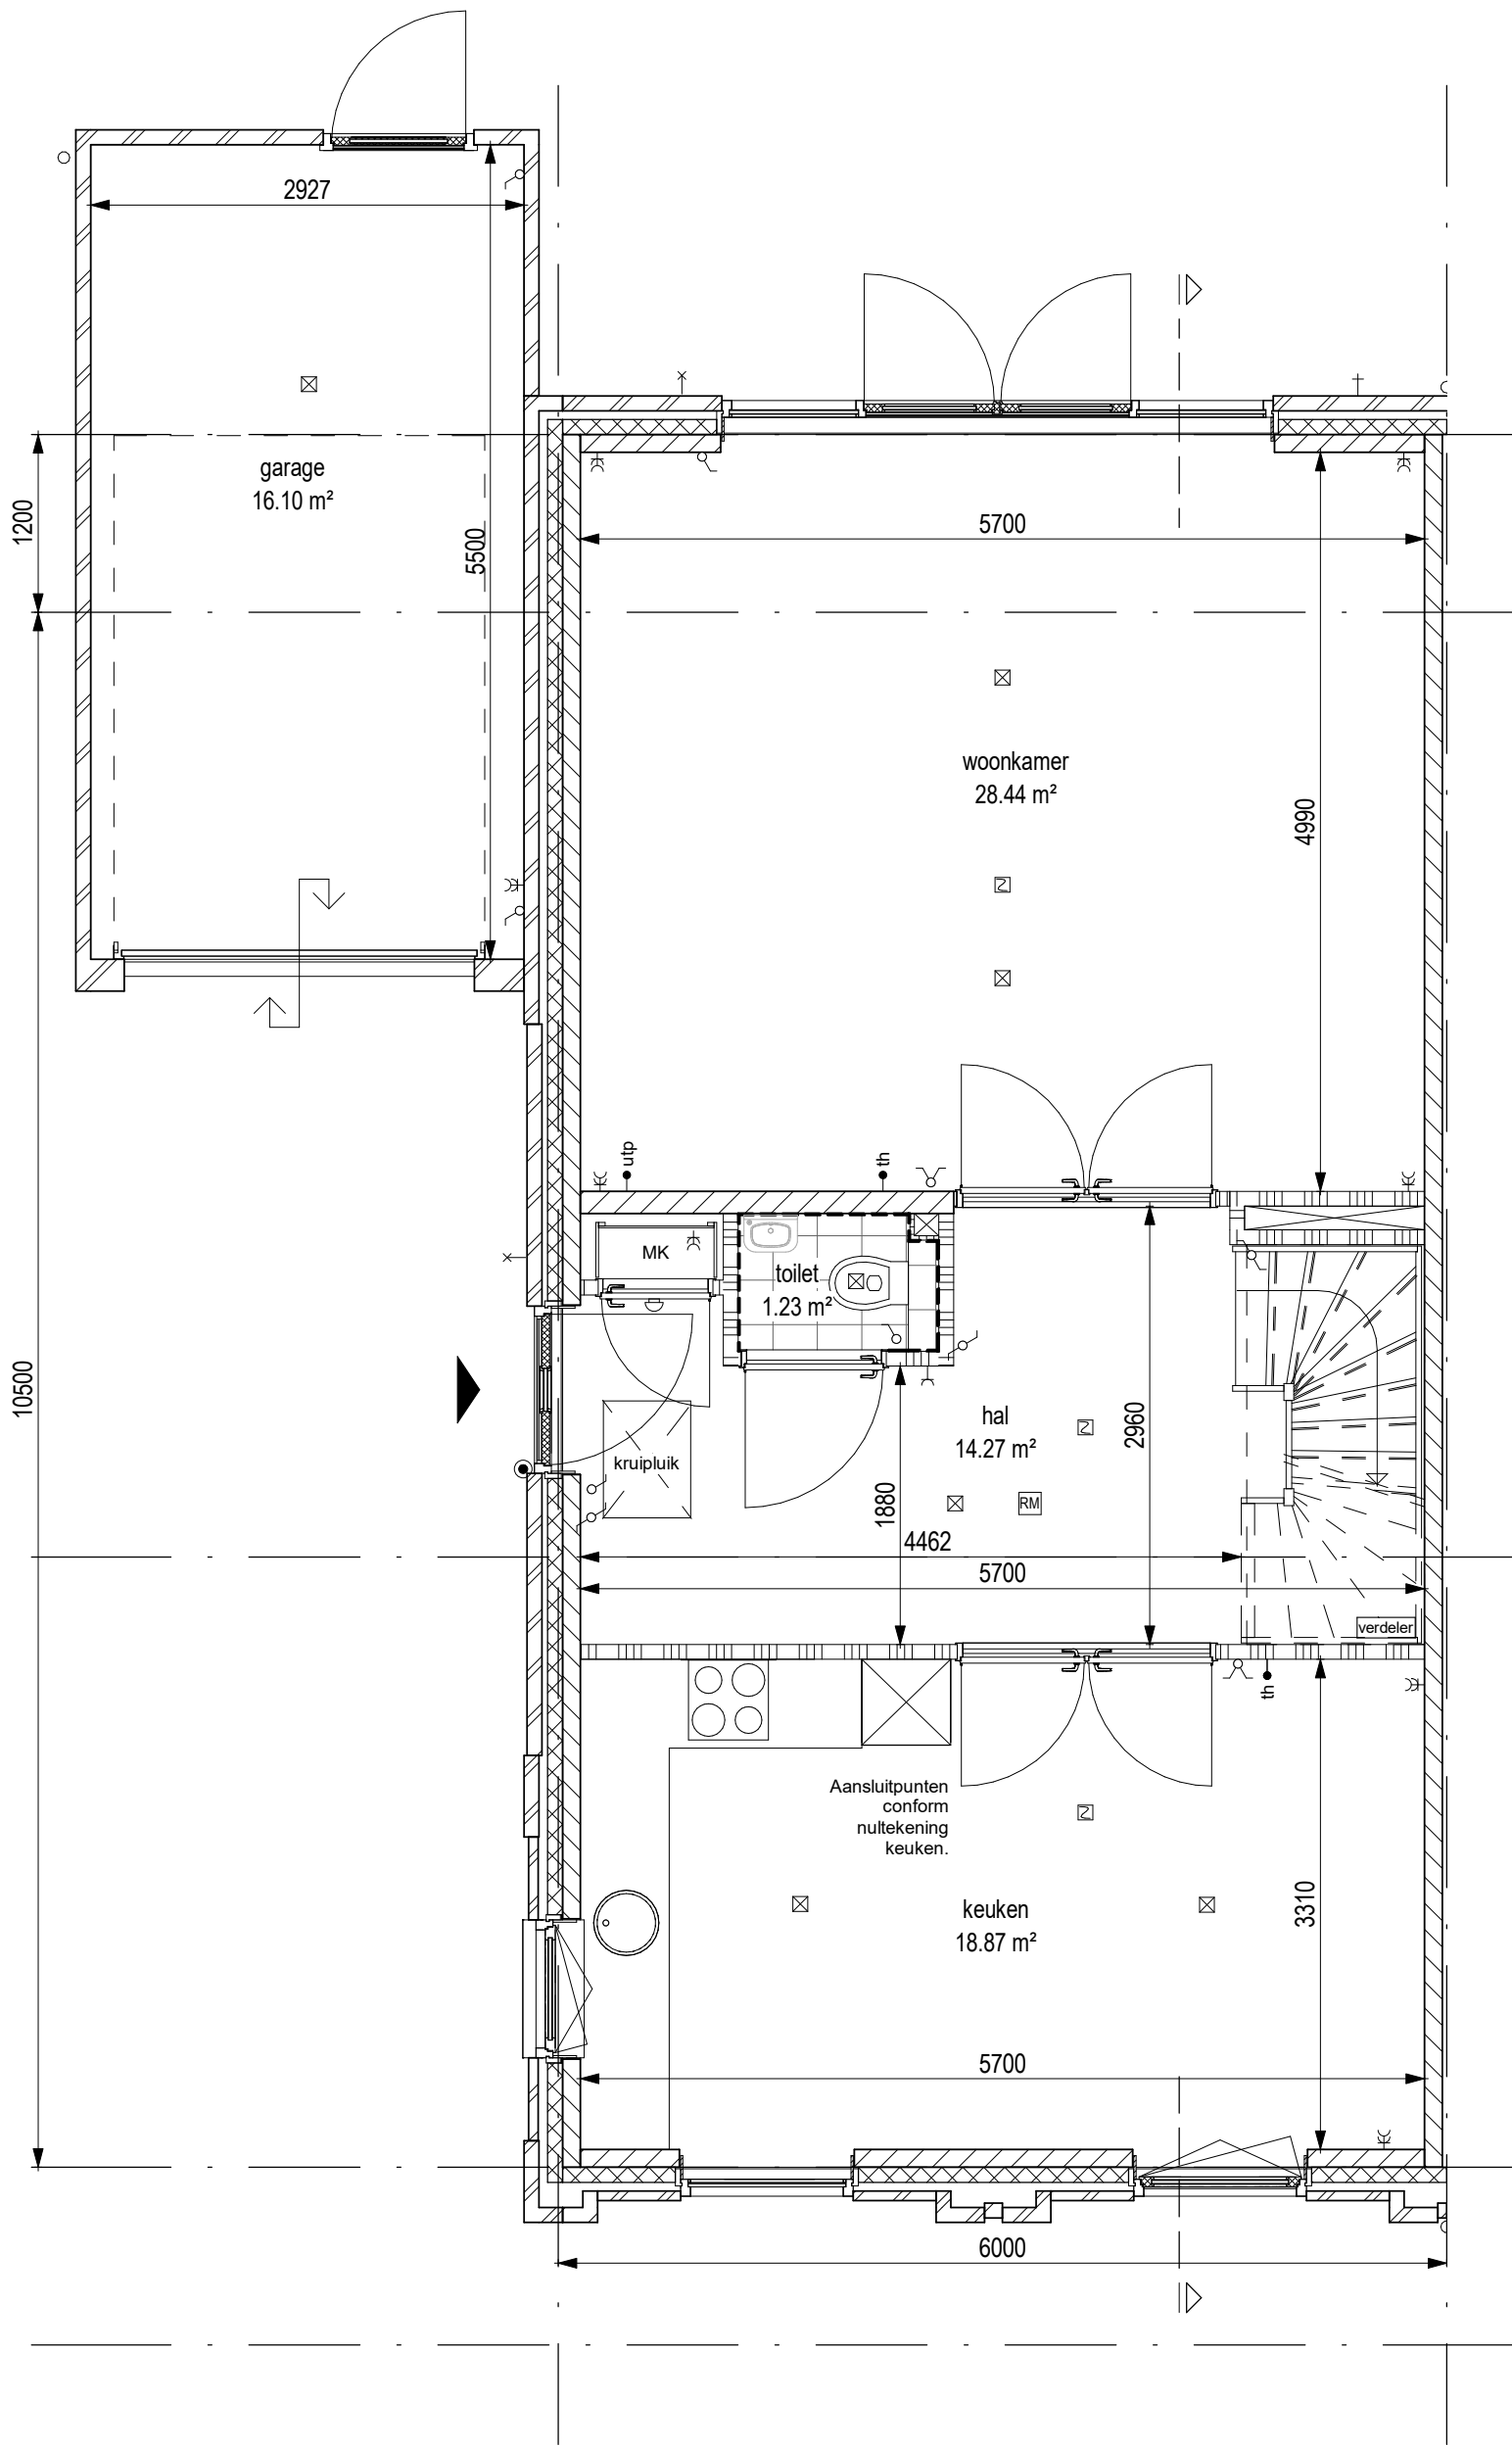 2927
garage
16.10 m²
1200
5500
5700
woonkamer
28.44 m²
4990
utp
th
MK
toilet
1.23 m²
10500
hal
14.27 m²
2960
kruipluik
1880
RM
4462
5700
verdeler
th
Aansluitpunten
conform
nultekening
keuken.
keuken
18.87 m²
3310
5700
6000